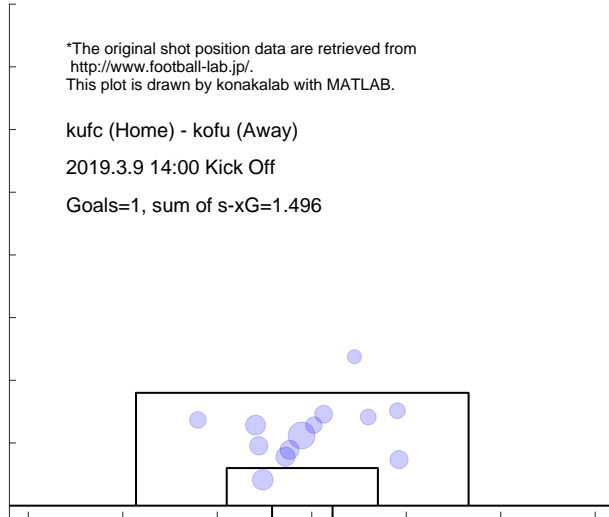 *The original shot position data are retrieved from
http://www.football-lab.jp/.
This plot is drawn by konakalab with MATLAB.
kufc (Home) - kofu (Away)
2019.3.9 14:00 Kick Off
Goals=1, sum of s-xG=1.496